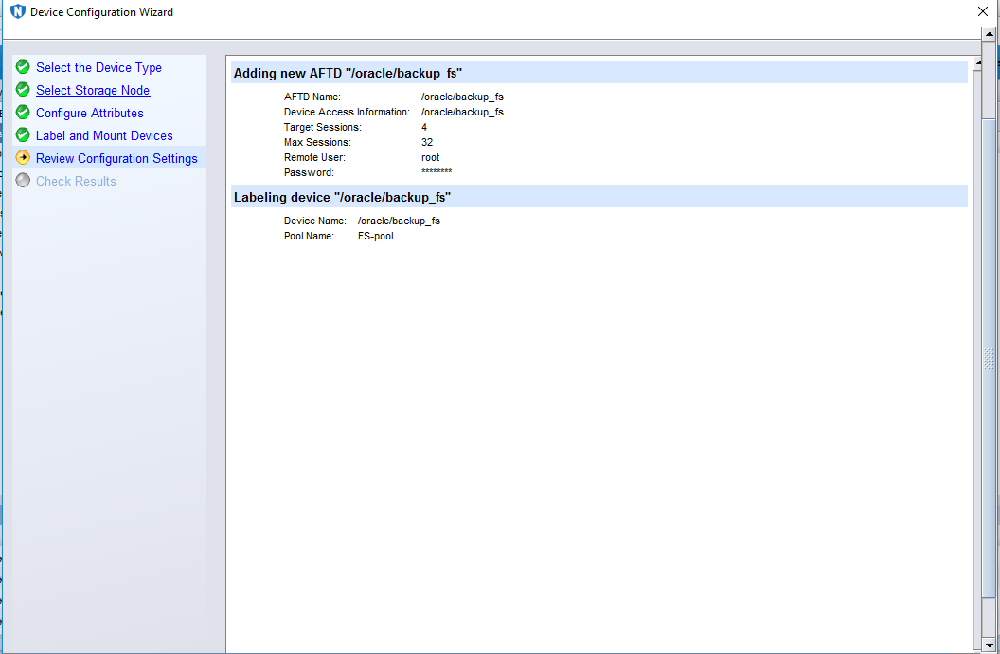 Device Configuration Wizard
Select the Device Type
Select Storage Node
Configure Attributes
Label and Mount Devices
Review Configuration Settings
Check Results
Adding new AFTD "/oracle/backup_fs"
AFTD Name: /oracle/backup_fs
Device Access Information: /oracle/backup_fs
Target Sessions: 4
Max Sessions: 32
Remote User: root
Password: ********
Labeling device "/oracle/backup_fs"
Device Name: /oracle/backup_fs
Pool Name: FS-pool